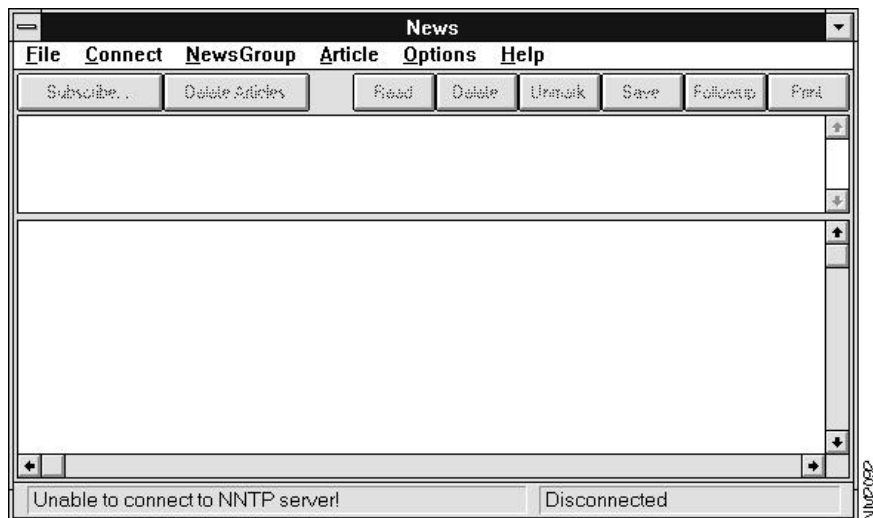 News
File Connect NewsGroup Article Options Help
Subscribe... Delete Articles Read Delete Unmark Save Followup Print
Unable to connect to NNTP server! Disconnected
NM2092